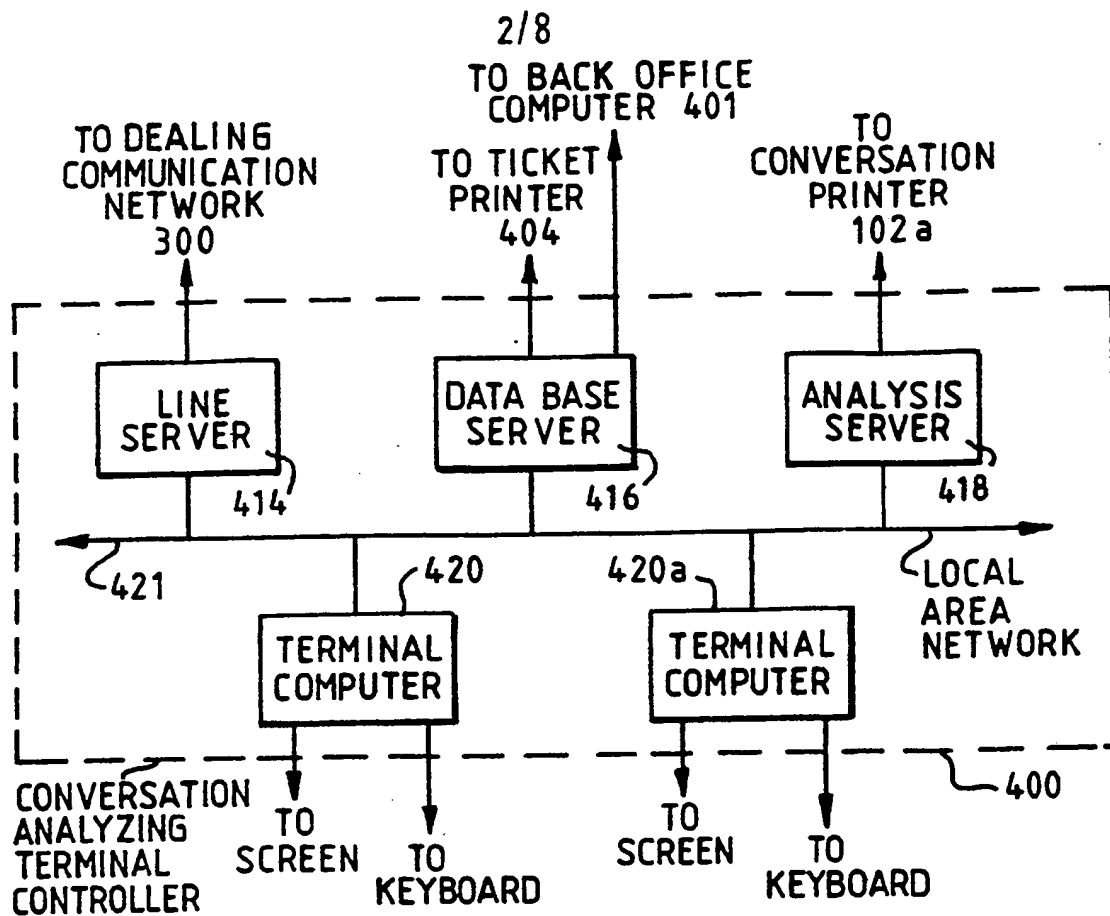 2/8
TO BACK OFFICE
COMPUTER 401
TO DEALING
COMMUNICATION
NETWORK
300
TO TICKET
PRINTER
404
TO
CONVERSATION
PRINTER
102a
LINE
SERVER
414
DATA BASE
SERVER
416
ANALYSIS
SERVER
418
421
420
420a
LOCAL
AREA
NETWORK
TERMINAL
COMPUTER
TERMINAL
COMPUTER
400
CONVERSATION
ANALYZING
TERMINAL
CONTROLLER
TO
SCREEN
TO
KEYBOARD
TO
SCREEN
TO
KEYBOARD